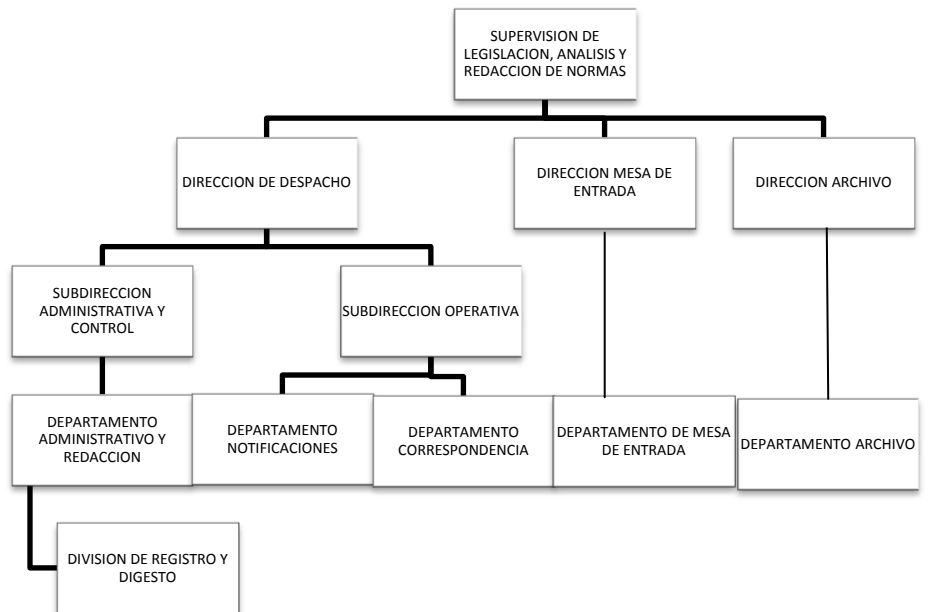 SUPERVISION DE
LEGISLACION, ANALISIS Y
REDACCION DE NORMAS
DIRECCION DE DESPACHO
DIRECCION MESA DE
ENTRADA
DIRECCION ARCHIVO
SUBDIRECCION
ADMINISTRATIVA Y
CONTROL
SUBDIRECCION OPERATIVA
DEPARTAMENTO
ADMINISTRATIVO Y
REDACCION
DEPARTAMENTO
NOTIFICACIONES
DEPARTAMENTO
CORRESPONDENCIA
DEPARTAMENTO DE MESA
DE ENTRADA
DEPARTAMENTO ARCHIVO
DIVISION DE REGISTRO Y
DIGESTO